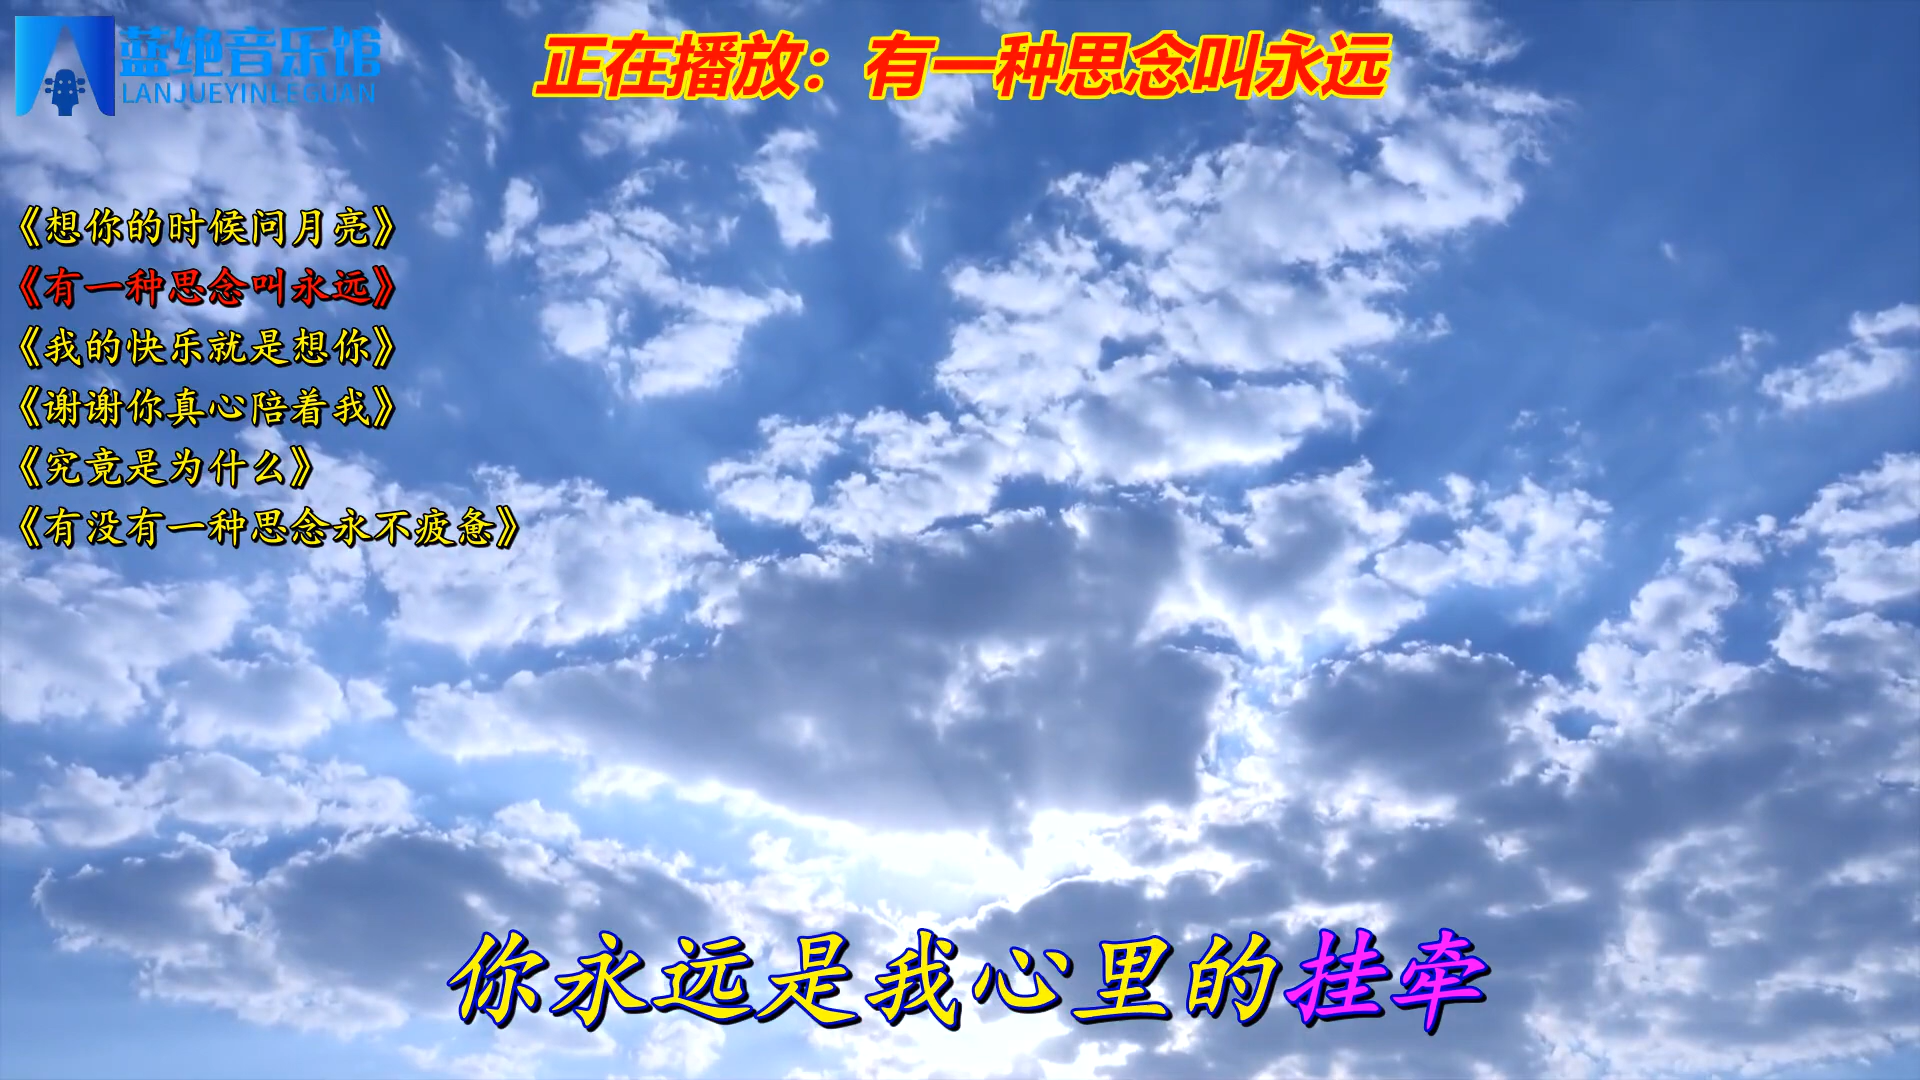 蓝绝音乐馆
LANJUEYINLEGUAN
正在播放：有一种思念叫永远
《想你的时候问月亮》
《有一种思念叫永远》
《我的快乐就是想你》
《谢谢你真心陪着我》
《究竟是为什么》
《有没有一种思念永不疲惫》
你永远是我心里的挂牵